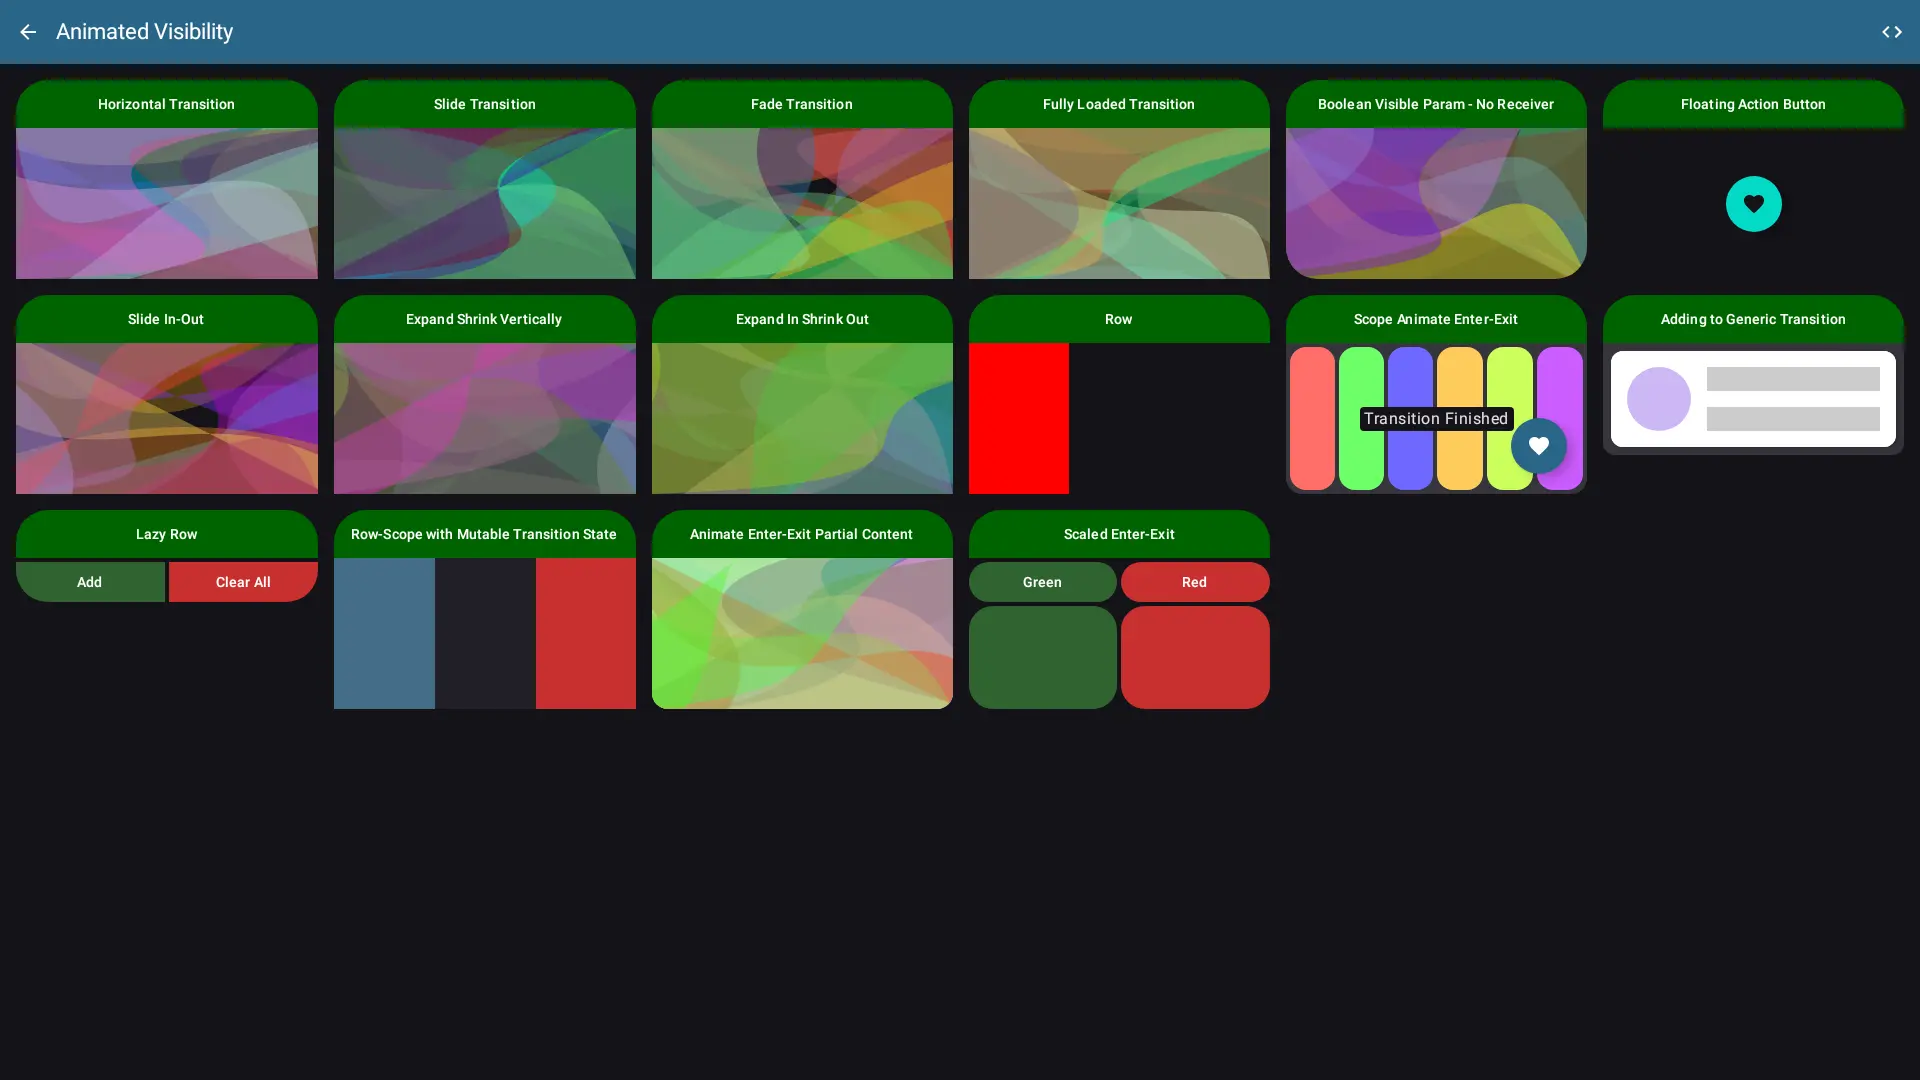 Animated Visibility
Horizontal Transition
Slide Transition
Fade Transition
Fully Loaded Transition
Boolean Visible Param - No Receiver
Floating Action Button
Slide In-Out
Expand Shrink Vertically
Expand In Shrink Out
Row
Scope Animate Enter-Exit
Adding to Generic Transition
Transition Finished
Lazy Row
Row-Scope with Mutable Transition State
Animate Enter-Exit Partial Content
Scaled Enter-Exit
Add
Clear All
Green
Red